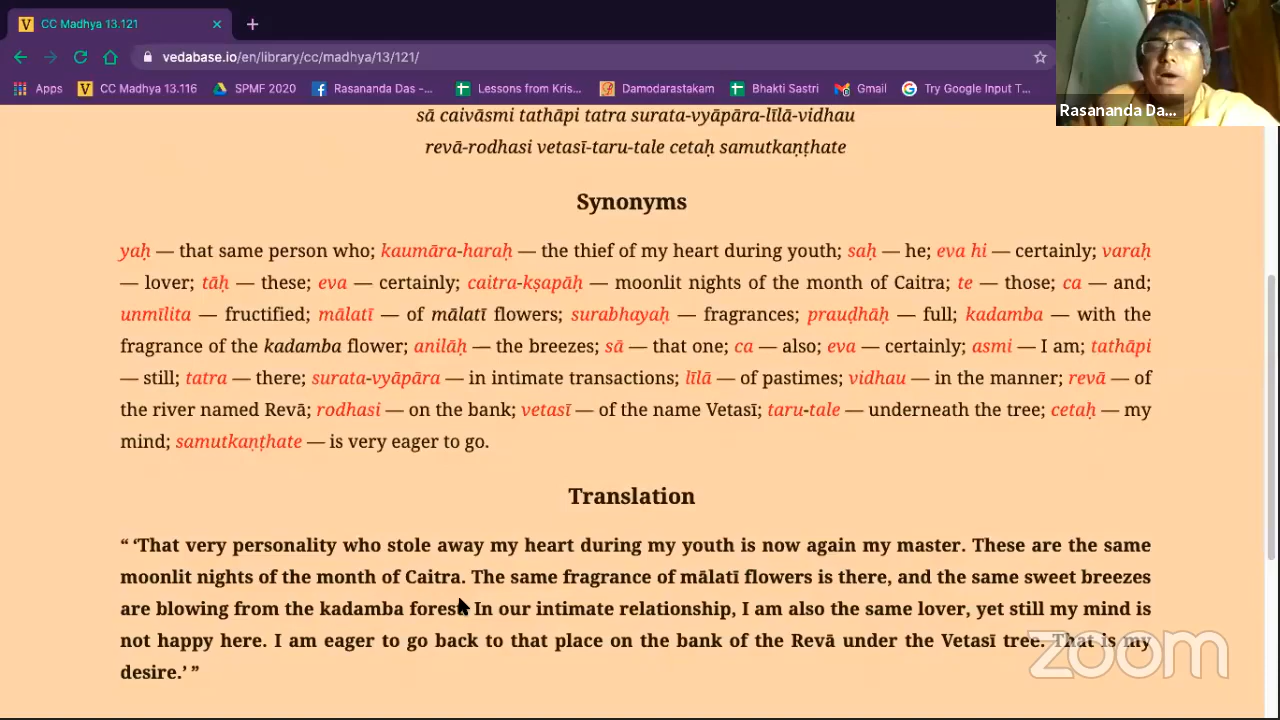 CC Madhya 13.121
vedabase.io/en/library/cc/madhya/13/121/
Apps CC Madhya 13.116 SPMF 2020 Rasananda Das -... Lessons from Kris... Damodarastakam Bhakti Sastri Gmail Try Google Input T...
Rasananda Da...
sā caivāsmi tathāpi tatra surata-vyāpāra-līlā-vidhau
revā-rodhasi vetasī-taru-tale cetaḥ samutkaṇṭhate
Synonyms
yaḥ — that same person who; kaumāra-haraḥ — the thief of my heart during youth; saḥ — he; eva hi — certainly; varaḥ
— lover; tāḥ — these; eva — certainly; caitra-kṣapāḥ — moonlit nights of the month of Caitra; te — those; ca — and;
unmīlita — fructified; mālatī — of mālatī flowers; surabhayaḥ — fragrances; prauḍhāḥ — full; kadamba — with the
fragrance of the kadamba flower; anilāḥ — the breezes; sā — that one; ca — also; eva — certainly; asmi — I am; tathāpi
— still; tatra — there; surata-vyāpāra — in intimate transactions; līlā — of pastimes; vidhau — in the manner; revā — of
the river named Revā; rodhasi — on the bank; vetasī — of the name Vetasī; taru-tale — underneath the tree; cetaḥ — my
mind; samutkaṇṭhate — is very eager to go.
Translation
“ ‘That very personality who stole away my heart during my youth is now again my master. These are the same
moonlit nights of the month of Caitra. The same fragrance of mālatī flowers is there, and the same sweet breezes
are blowing from the kadamba forest. In our intimate relationship, I am also the same lover, yet still my mind is
not happy here. I am eager to go back to that place on the bank of the Revā under the Vetasī tree. That is my
desire.’ ”
zoom